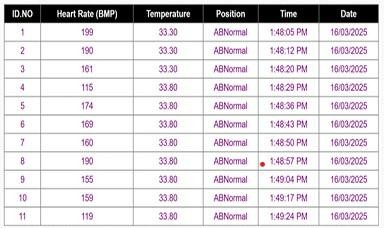 ID.NO Heart Rate (BMP) Temperature Position Time Date
1 199 33.30 ABNormal 1:48:05 PM 16/03/2025
2 190 33.30 ABNormal 1:48:12 PM 16/03/2025
3 161 33.30 ABNormal 1:48:20 PM 16/03/2025
4 115 33.80 ABNormal 1:48:29 PM 16/03/2025
5 174 33.80 ABNormal 1:48:36 PM 16/03/2025
6 169 33.80 ABNormal 1:48:43 PM 16/03/2025
7 160 33.80 ABNormal 1:48:50 PM 16/03/2025
8 190 33.80 ABNormal 1:48:57 PM 16/03/2025
9 155 33.80 ABNormal 1:49:04 PM 16/03/2025
10 159 33.80 ABNormal 1:49:17 PM 16/03/2025
11 119 33.80 ABNormal 1:49:24 PM 16/03/2025